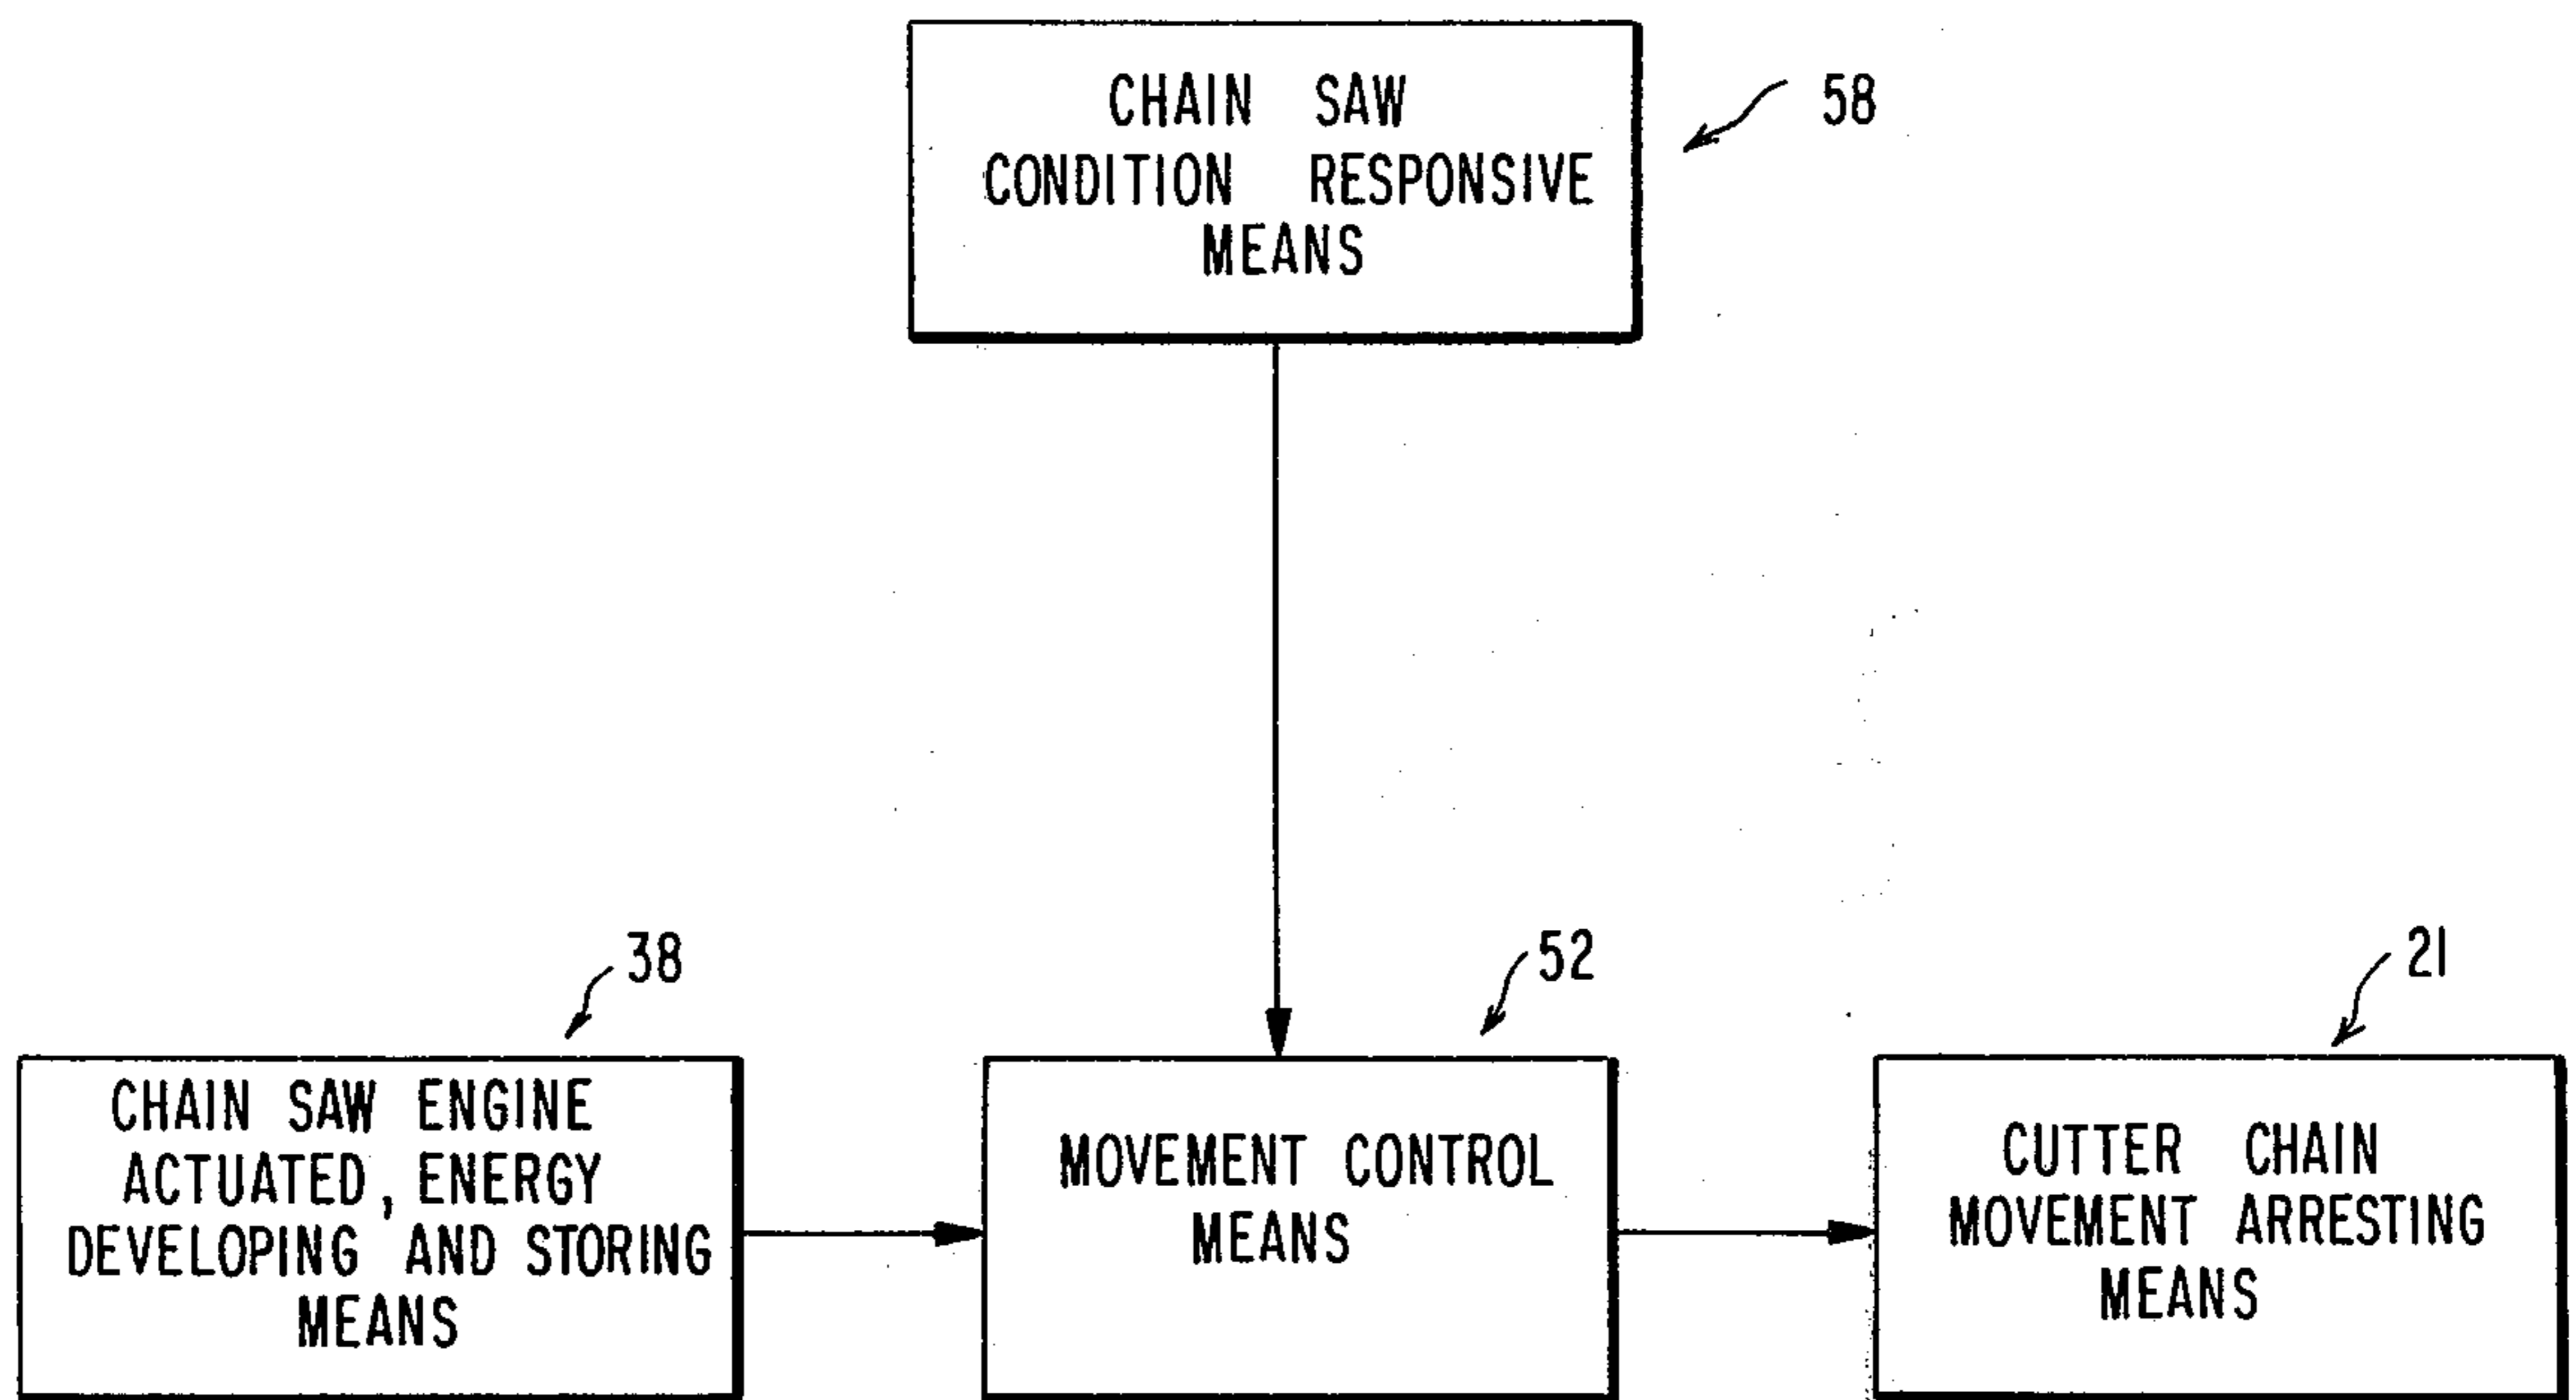 CHAIN SAW
CONDITION RESPONSIVE
MEANS
58
38
52
21
CHAIN SAW ENGINE
ACTUATED, ENERGY
DEVELOPING AND STORING
MEANS
MOVEMENT CONTROL
MEANS
CUTTER CHAIN
MOVEMENT ARRESTING
MEANS